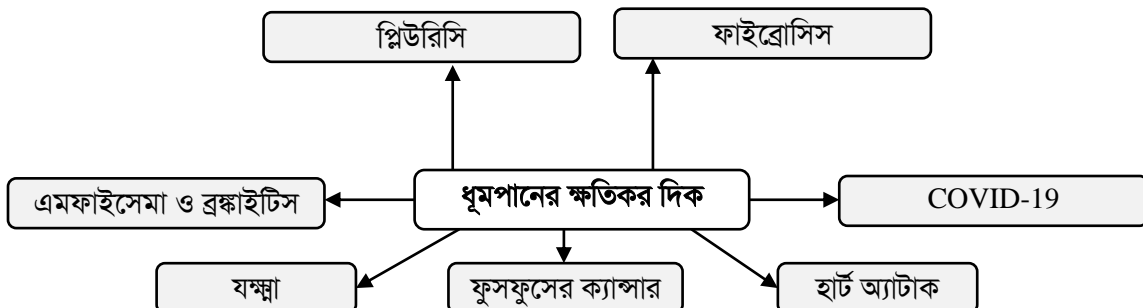 প্লিউরিসি
ফাইব্রোসিস
এমফাইসেমা ও ব্রঙ্কাইটিস
ধূমপানের ক্ষতিকর দিক
COVID-19
যক্ষ্মা
ফুসফুসের ক্যান্সার
হার্ট অ্যাটাক